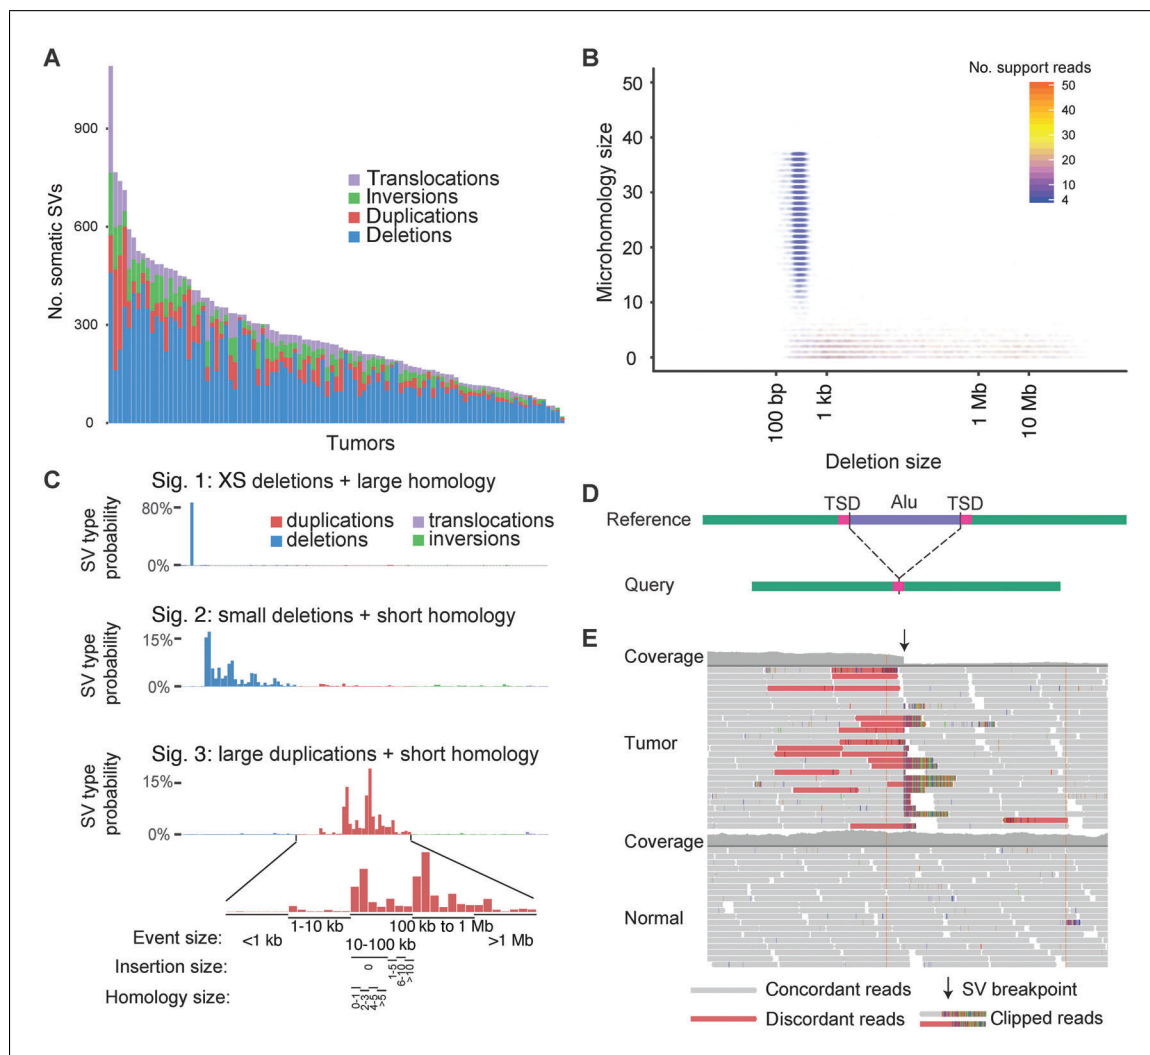 A
No. somatic SVs
900
600
300
0
Translocations
Inversions
Duplications
Deletions
Tumors
B
No. support reads
50
40
30
20
10
4
Microhomology size
50
40
30
20
10
0
100 bp
1 kb
1 Mb
10 Mb
Deletion size
C
Sig. 1: XS deletions + large homology
SV type
probability
80%
0%
duplications
deletions
translocations
inversions
Sig. 2: small deletions + short homology
SV type
probability
15%
0%
Sig. 3: large duplications + short homology
SV type
probability
15%
0%
Event size:
<1 kb
1-10 kb
10-100 kb
100 kb to 1 Mb
>1 Mb
Insertion size:
0
1-5
6-10
>10
Homology size:
0-1
2-3
4-5
>5
D
TSD
Alu
TSD
Reference
Query
E
Coverage
Tumor
Coverage
Normal
Concordant reads
SV breakpoint
Discordant reads
Clipped reads